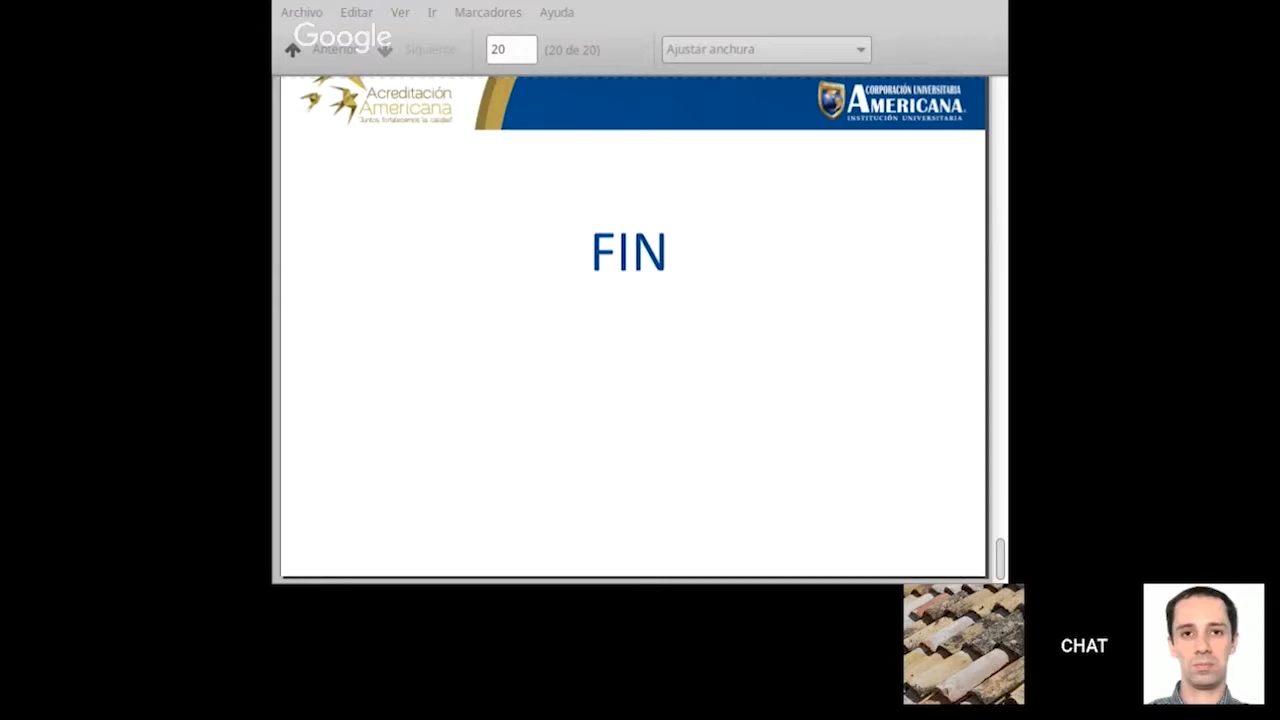 Archivo Editar Ver Ir Marcadores Ayuda
Google
Anterior Siguiente 20 (20 de 20) Ajustar anchura
Acreditación
Americana
"Juntos fortalecemos la calidad"
CORPORACIÓN UNIVERSITARIA
AMERICANA
INSTITUCIÓN UNIVERSITARIA
FIN
CHAT